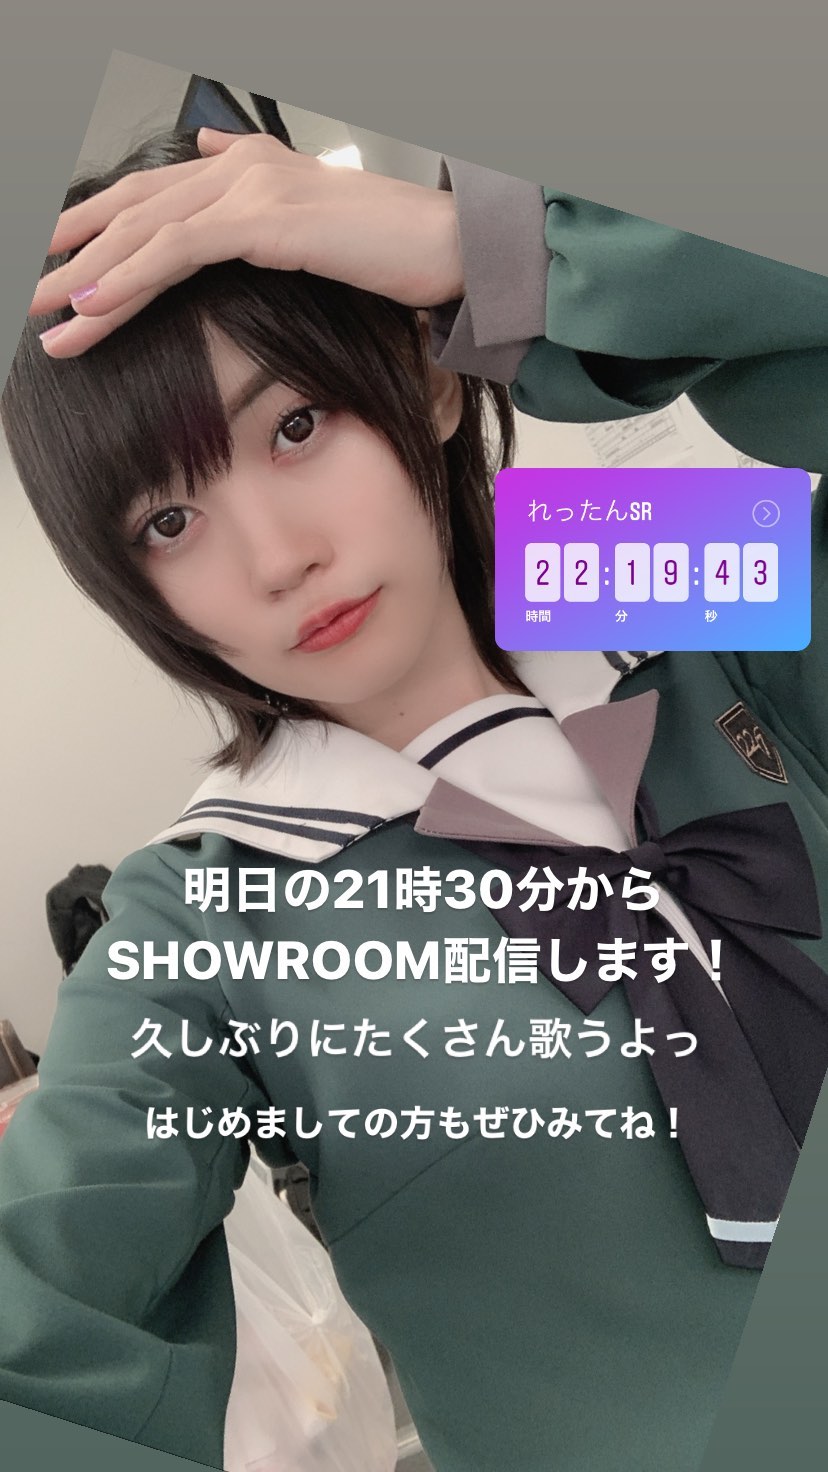 れったんSR
22:19:43
時間 分 秒
227
明日の21時30分から
SHOWROOM配信します！
久しぶりにたくさん歌うよっ
はじめましての方もぜひみてね！